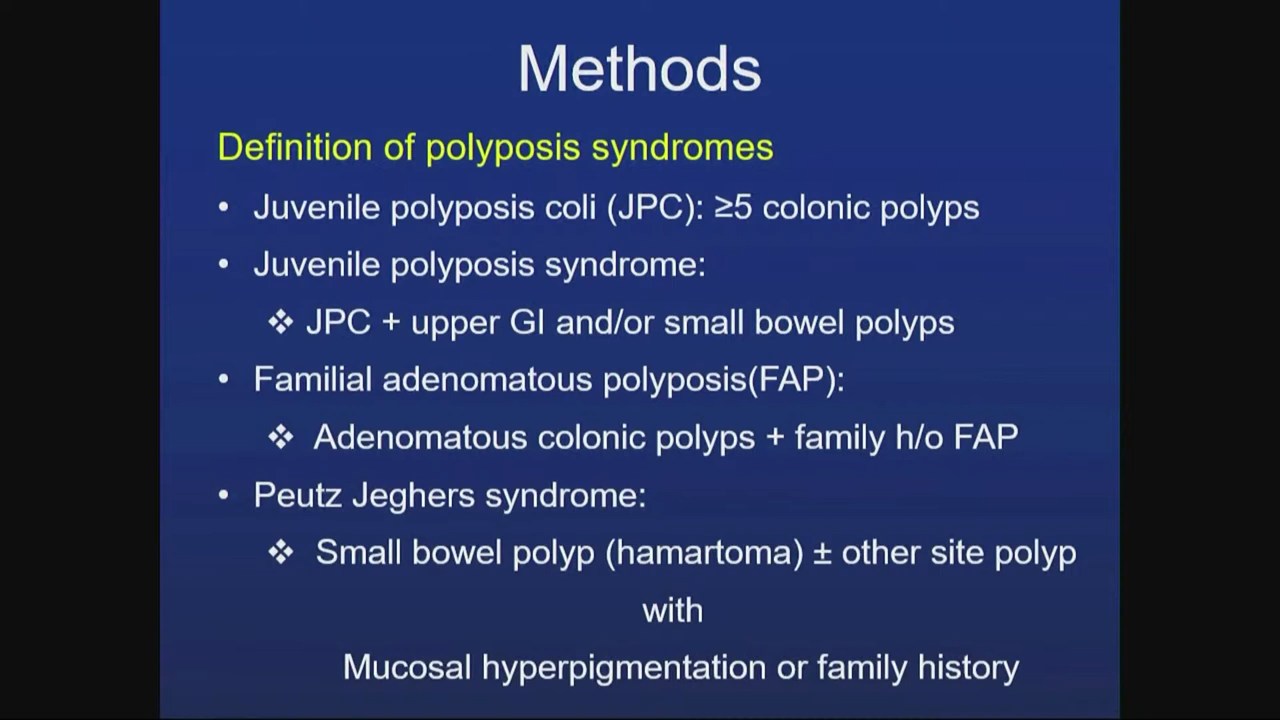 Methods
Definition of polyposis syndromes
• Juvenile polyposis coli (JPC): ≥5 colonic polyps
• Juvenile polyposis syndrome:
❖ JPC + upper GI and/or small bowel polyps
• Familial adenomatous polyposis(FAP):
❖ Adenomatous colonic polyps + family h/o FAP
• Peutz Jeghers syndrome:
❖ Small bowel polyp (hamartoma) ± other site polyp
with
Mucosal hyperpigmentation or family history